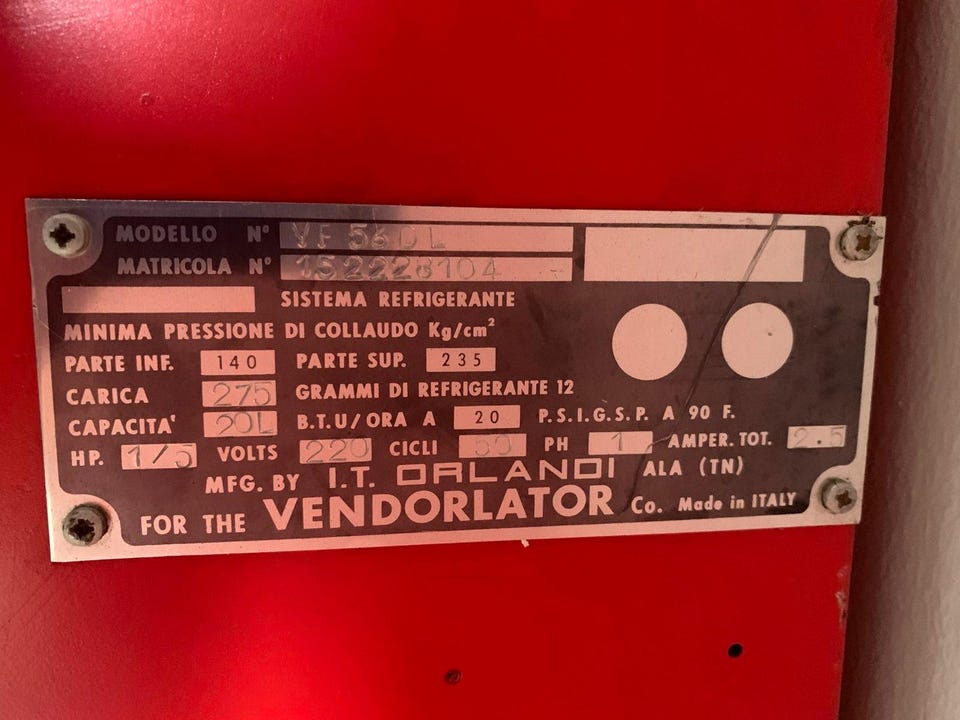 MODELLO N° VF 56 DL
MATRICOLA N° 152228104
SISTEMA REFRIGERANTE
MINIMA PRESSIONE DI COLLAUDO Kg/cm²
PARTE INF. 140 PARTE SUP. 235
CARICA 275 GRAMMI DI REFRIGERANTE 12
CAPACITA' 20L B.T.U/ORA A 20 P.S.I.G.S.P. A 90 F.
HP. 1/5 VOLTS 220 CICLI 50 PH 1 AMPER. TOT. 2.5
MFG. BY I.T. ORLANDI ALA (TN)
FOR THE VENDORLATOR Co. Made in ITALY